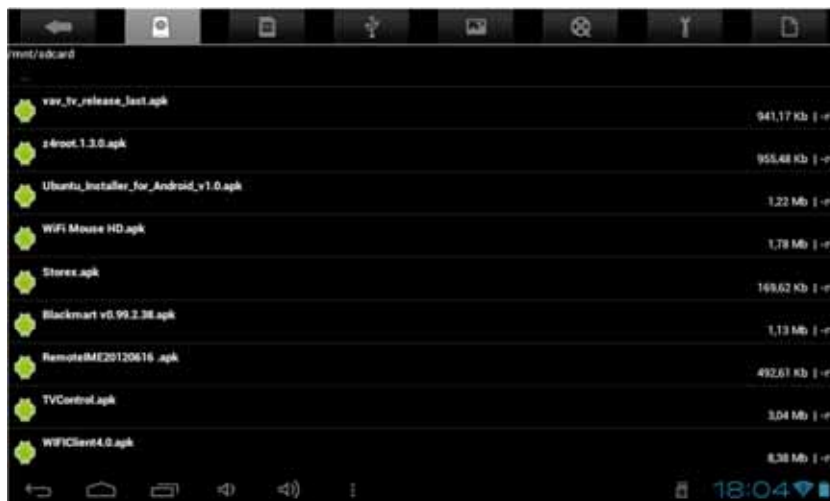 /mnt/sdcard
..
vav_tv_release_last.apk
941,17 Kb | -r
z4root.1.3.0.apk
955,48 Kb | -r
Ubuntu_Installer_for_Android_v1.0.apk
1,22 Mb | -r
WiFi Mouse HD.apk
1,78 Mb | -r
Storex.apk
169,62 Kb | -r
Blackmart v0.99.2.38.apk
1,13 Mb | -r
RemoteIME20120616 .apk
492,61 Kb | -r
TVControl.apk
3,04 Mb | -r
WIFIClient4.0.apk
8,38 Mb | -r
18:04